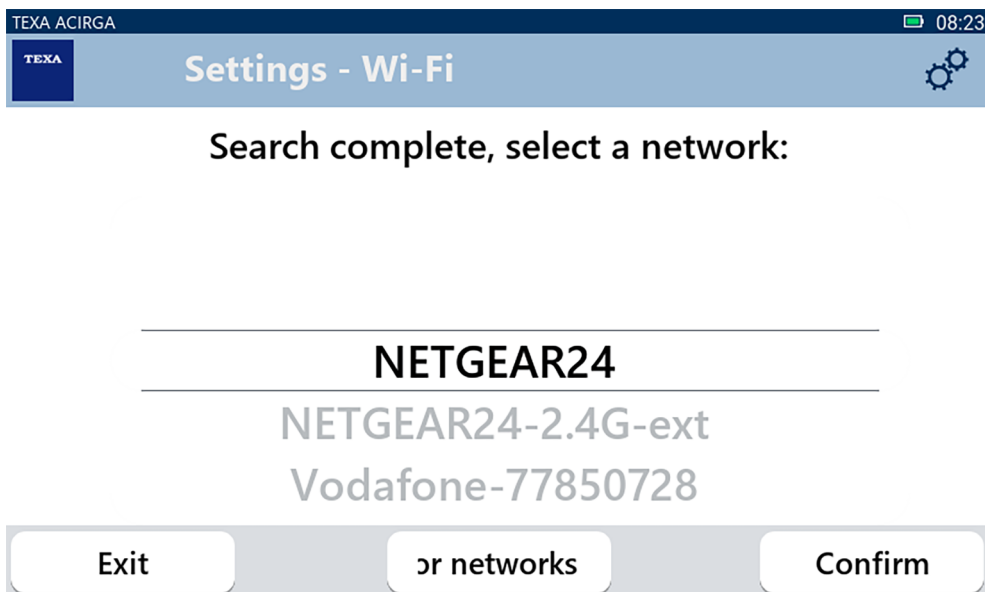 TEXA ACIRGA 08:23
TEXA
Settings - Wi-Fi
Search complete, select a network:
NETGEAR24
NETGEAR24-2.4G-ext
Vodafone-77850728
Exit or networks Confirm